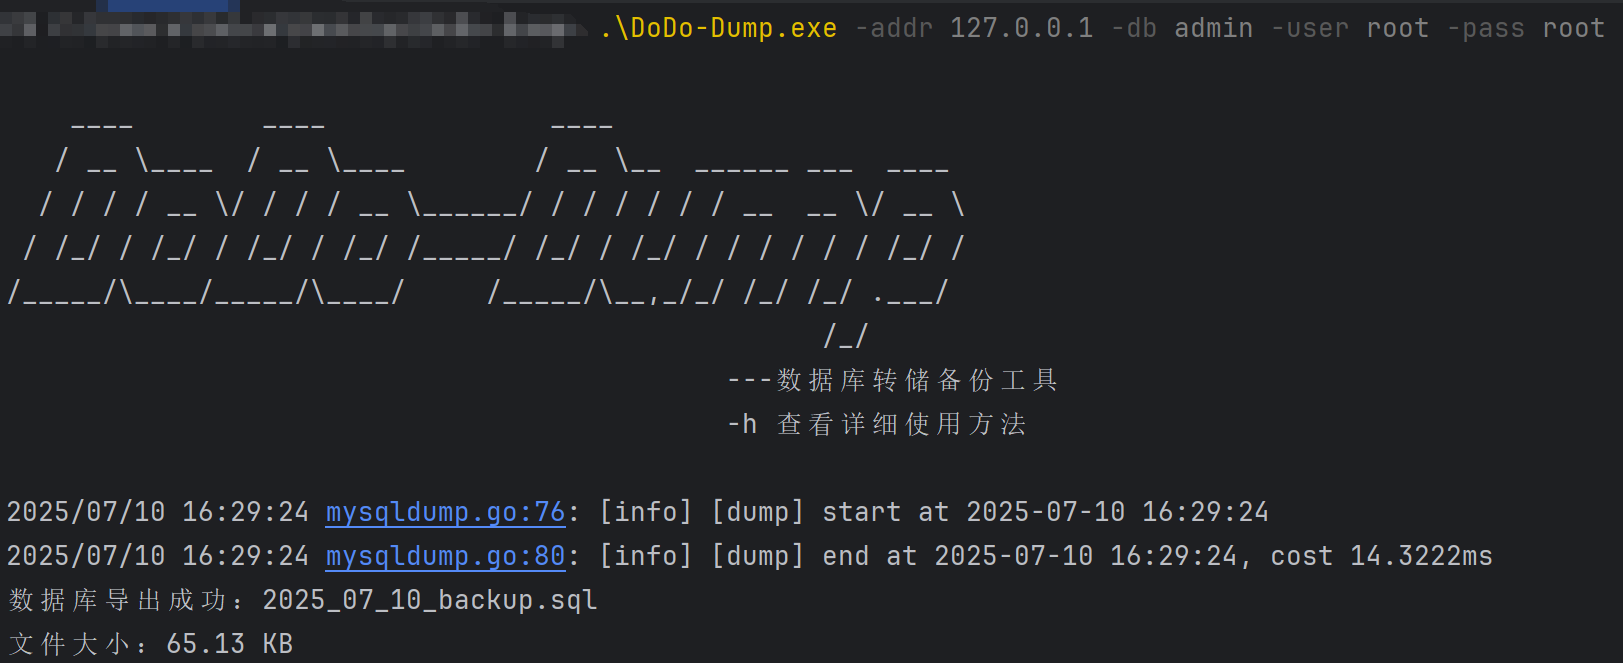 .\DoDo-Dump.exe -addr 127.0.0.1 -db admin -user root -pass root
    ____        ____              ____
   / __ \____  / __ \____        / __ \__  ______ ___  ____
  / / / / __ \/ / / / __ \______/ / / / / / / __ `__ \/ __ \
 / /_/ / /_/ / /_/ / /_/ /_____/ /_/ / /_/ / / / / / / /_/ /
/_____/\____/_____/\____/     /_____/\__,_/_/ /_/ /_/ .___/
                                                   /_/
---数据库转储备份工具
-h 查看详细使用方法
2025/07/10 16:29:24 mysqldump.go:76: [info] [dump] start at 2025-07-10 16:29:24
2025/07/10 16:29:24 mysqldump.go:80: [info] [dump] end at 2025-07-10 16:29:24, cost 14.3222ms
数据库导出成功: 2025_07_10_backup.sql
文件大小: 65.13 KB